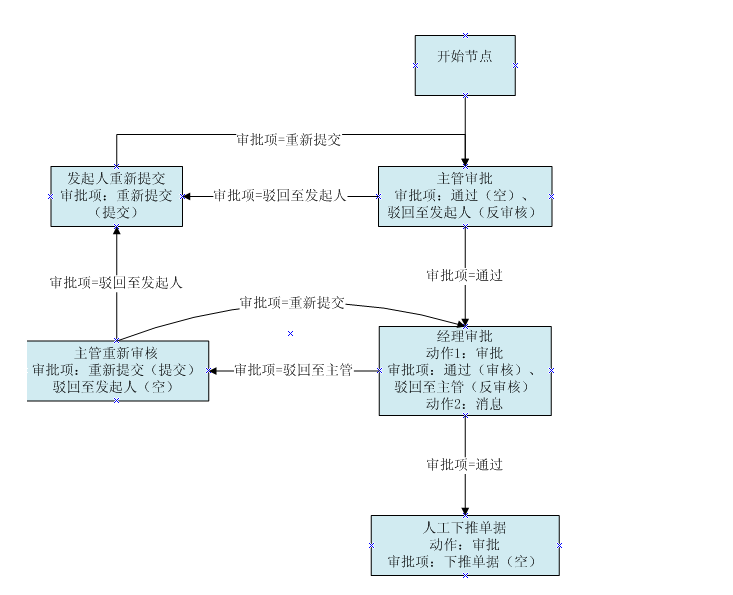 开始节点
审批项=重新提交
发起人重新提交
审批项：重新提交
（提交）
审批项=驳回至发起人
主管审批
审批项：通过（空）、
驳回至发起人（反审核）
审批项=驳回至发起人
审批项=通过
审批项=重新提交
主管重新审核
审批项：重新提交（提交）
驳回至发起人（空）
审批项=驳回至主管
经理审批
动作1：审批
审批项：通过（审核）、
驳回至主管（反审核）
动作2：消息
审批项=通过
人工下推单据
动作：审批
审批项：下推单据（空）